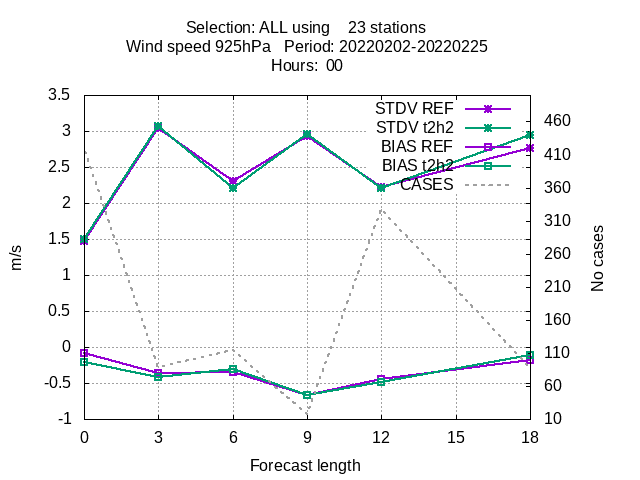 Selection: ALL using 23 stations
Wind speed 925hPa Period: 20220202-20220225
Hours: 00
STDV REF
STDV t2h2
BIAS REF
BIAS t2h2
CASES
3.5
3
2.5
2
1.5
1
0.5
0
-0.5
-1
m/s
460
410
360
310
260
210
160
110
60
10
No cases
0 3 6 9 12 15 18
Forecast length